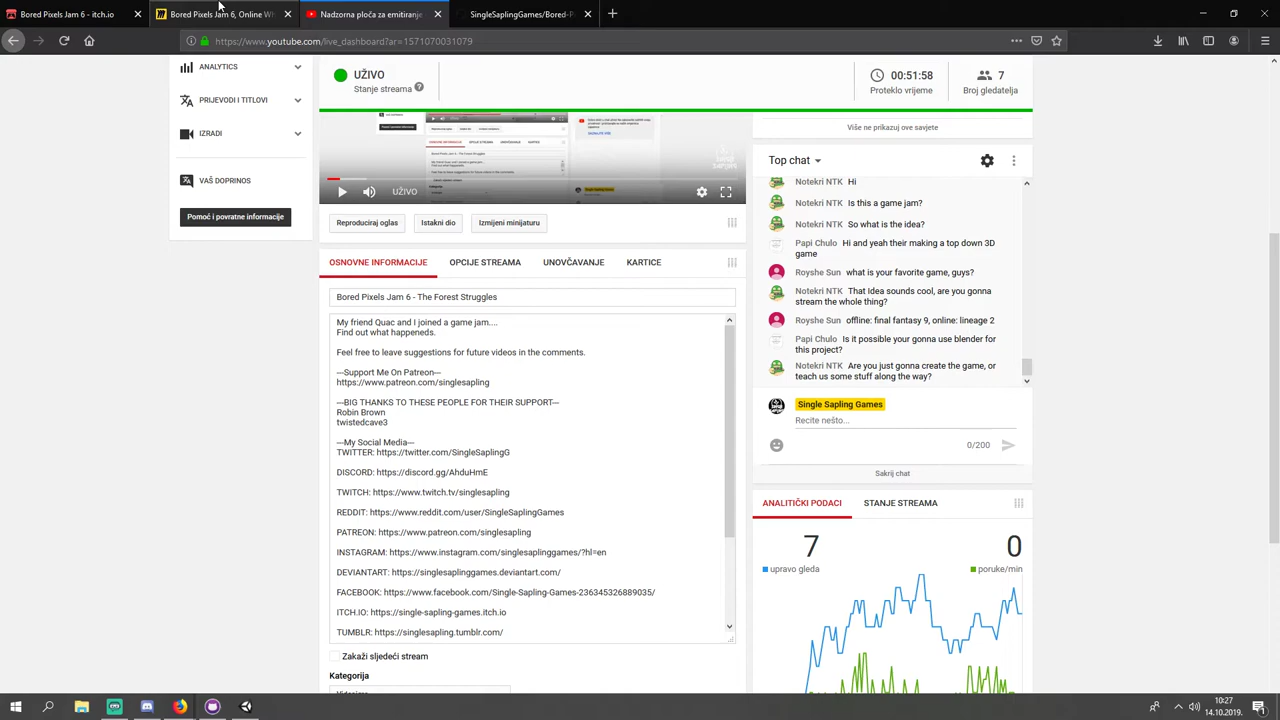 Bored Pixels Jam 6 - itch.io
Bored Pixels Jam 6, Online Wh
Nadzorna ploča za emitiranje
SingleSaplingGames/Bored-P
https://www.youtube.com/live_dashboard?ar=1571070031079
ANALYTICS
PRIJEVODI I TITLOVI
IZRADI
VAŠ DOPRINOS
Pomoć i povratne informacije
UŽIVO
Stanje streama
00:51:58
Proteklo vrijeme
7
Broj gledatelja
UŽIVO
Reproduciraj oglas
Istakni dio
Izmijeni minijaturu
OSNOVNE INFORMACIJE
OPCIJE STREAMA
UNOVČAVANJE
KARTICE
Bored Pixels Jam 6 - The Forest Struggles
My friend Quac and I joined a game jam....
Find out what happeneds.
Feel free to leave suggestions for future videos in the comments.
---Support Me On Patreon---
https://www.patreon.com/singlesapling
---BIG THANKS TO THESE PEOPLE FOR THEIR SUPPORT---
Robin Brown
twistedcave3
---My Social Media---
TWITTER: https://twitter.com/SingleSaplingG
DISCORD: https://discord.gg/AhduHmE
TWITCH: https://www.twitch.tv/singlesapling
REDDIT: https://www.reddit.com/user/SingleSaplingGames
PATREON: https://www.patreon.com/singlesapling
INSTAGRAM: https://www.instagram.com/singlesaplinggames/?hl=en
DEVIANTART: https://singlesaplinggames.deviantart.com/
FACEBOOK: https://www.facebook.com/Single-Sapling-Games-236345326889035/
ITCH.IO: https://single-sapling-games.itch.io
TUMBLR: https://singlesapling.tumblr.com/
Zakaži sljedeći stream
Kategorija
Više ne prikazuj ove savjete
Top chat
Notekri NTK Hi
Notekri NTK Is this a game jam?
Notekri NTK So what is the idea?
Papi Chulo Hi and yeah their making a top down 3D
game
Royshe Sun what is your favorite game, guys?
Notekri NTK That Idea sounds cool, are you gonna
stream the whole thing?
Royshe Sun offline: final fantasy 9, online: lineage 2
Papi Chulo Is it possible your gonna use blender for
this project?
Notekri NTK Are you just gonna create the game, or
teach us some stuff along the way?
Single Sapling Games
Recite nešto...
0/200
Sakrij chat
ANALITIČKI PODACI
STANJE STREAMA
7
0
upravo gleda
poruke/min
10:27
14.10.2019.